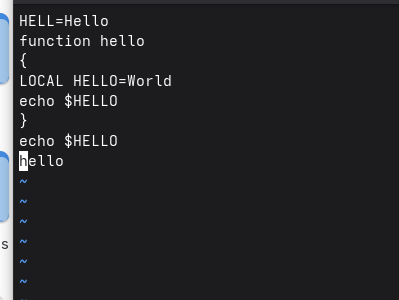 HELL=Hello
function hello
{
LOCAL HELLO=World
echo $HELLO
}
echo $HELLO
hello
~
~
~
~
~
~
s